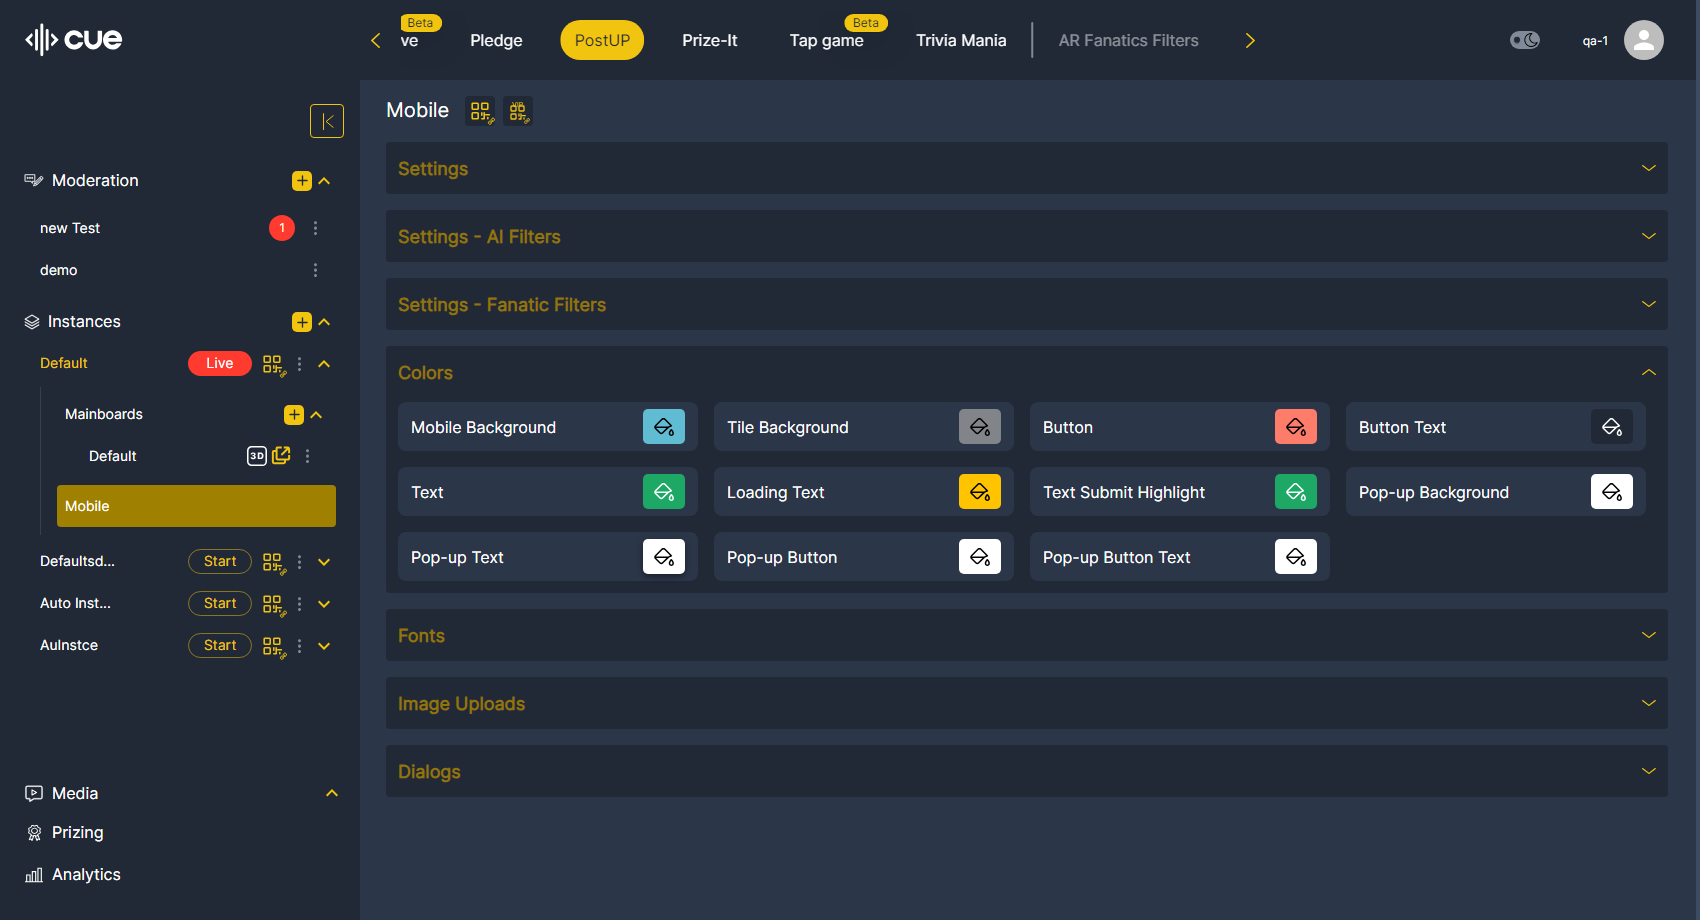 cue
Beta
ve
Pledge
PostUP
Prize-It
Beta
Tap game
Trivia Mania
AR Fanatics Filters
qa-1
Moderation
new Test
1
demo
Instances
Default
Live
Mainboards
Default
3D
Mobile
Defaultsd...
Start
Auto Inst...
Start
AuInstce
Start
Media
Prizing
Analytics
Mobile
VIP
Settings
Settings - AI Filters
Settings - Fanatic Filters
Colors
Mobile Background
Tile Background
Button
Button Text
Text
Loading Text
Text Submit Highlight
Pop-up Background
Pop-up Text
Pop-up Button
Pop-up Button Text
Fonts
Image Uploads
Dialogs